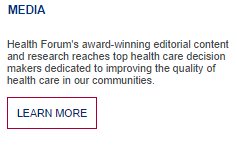 MEDIA
Health Forum's award-winning editorial content
and research reaches top health care decision
makers dedicated to improving the quality of
health care in our communities.
LEARN MORE